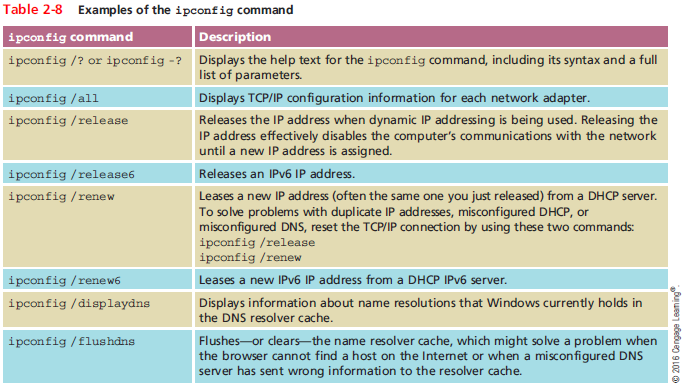 Table 2-8 Examples of the ipconfig command
ipconfig command Description
ipconfig /? or ipconfig -? Displays the help text for the ipconfig command, including its syntax and a full
list of parameters.
ipconfig /all Displays TCP/IP configuration information for each network adapter.
ipconfig /release Releases the IP address when dynamic IP addressing is being used. Releasing the
IP address effectively disables the computer's communications with the network
until a new IP address is assigned.
ipconfig /release6 Releases an IPv6 IP address.
ipconfig /renew Leases a new IP address (often the same one you just released) from a DHCP server.
To solve problems with duplicate IP addresses, misconfigured DHCP, or
misconfigured DNS, reset the TCP/IP connection by using these two commands:
ipconfig /release
ipconfig /renew
ipconfig /renew6 Leases a new IPv6 IP address from a DHCP IPv6 server.
ipconfig /displaydns Displays information about name resolutions that Windows currently holds in
the DNS resolver cache.
ipconfig /flushdns Flushes—or clears—the name resolver cache, which might solve a problem when
the browser cannot find a host on the Internet or when a misconfigured DNS
server has sent wrong information to the resolver cache.
© 2016 Cengage Learning®.